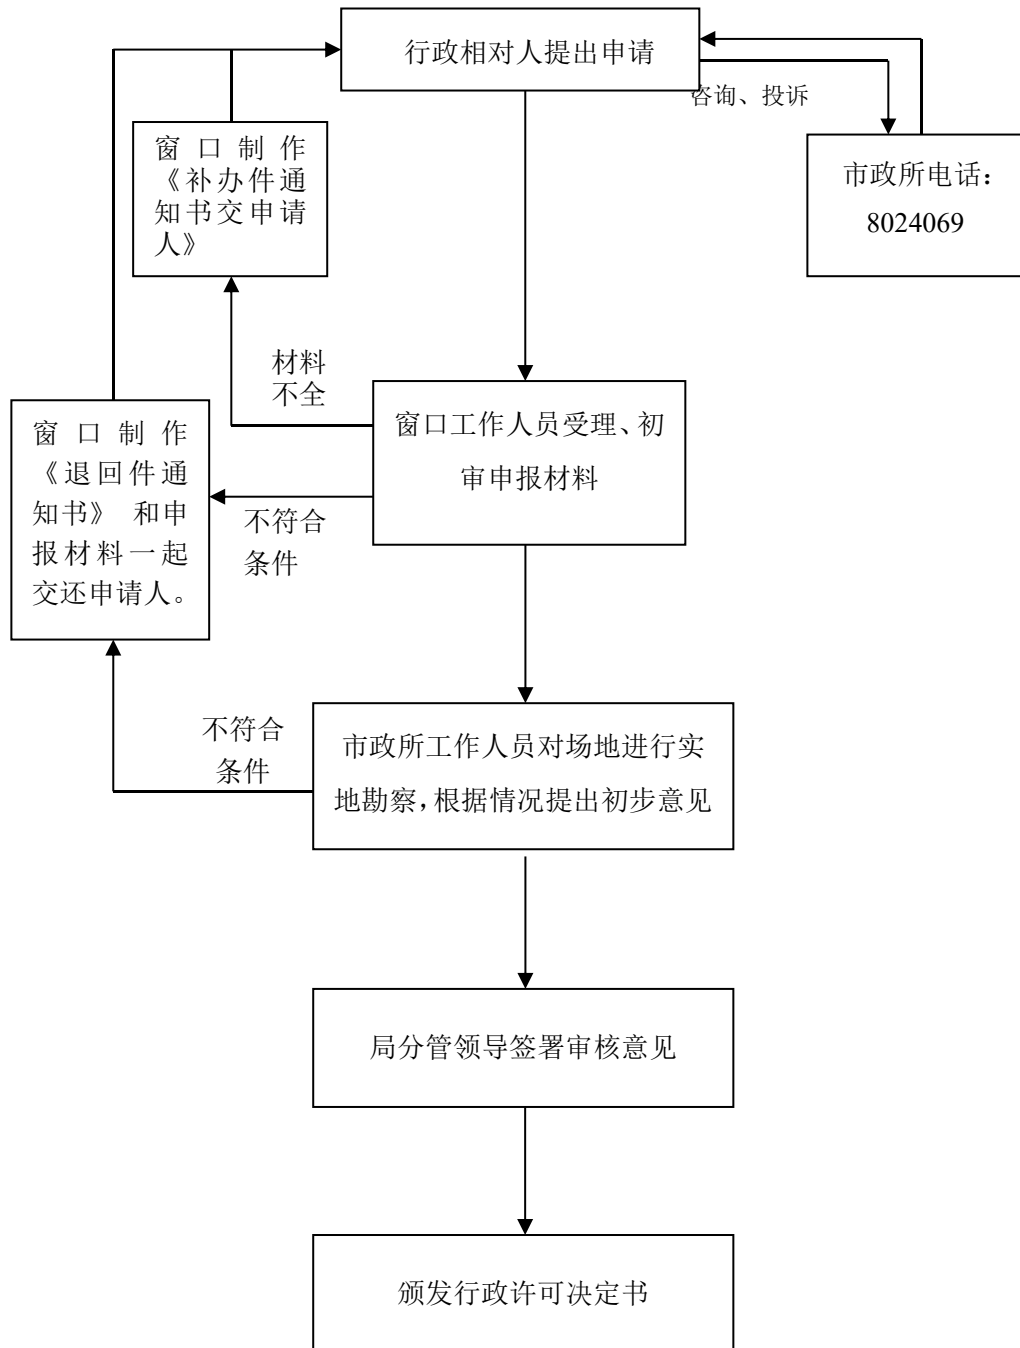 行政相对人提出申请
咨询、投诉
窗口制作
《补办件通
知书交申请
人》
市政所电话：
8024069
材料
不全
窗口工作人员受理、初
审申报材料
窗口制作
《退回件通
知书》 和申
报材料一起
交还申请人。
不符合
条件
不符合
条件
市政所工作人员对场地进行实
地勘察，根据情况提出初步意见
局分管领导签署审核意见
颁发行政许可决定书